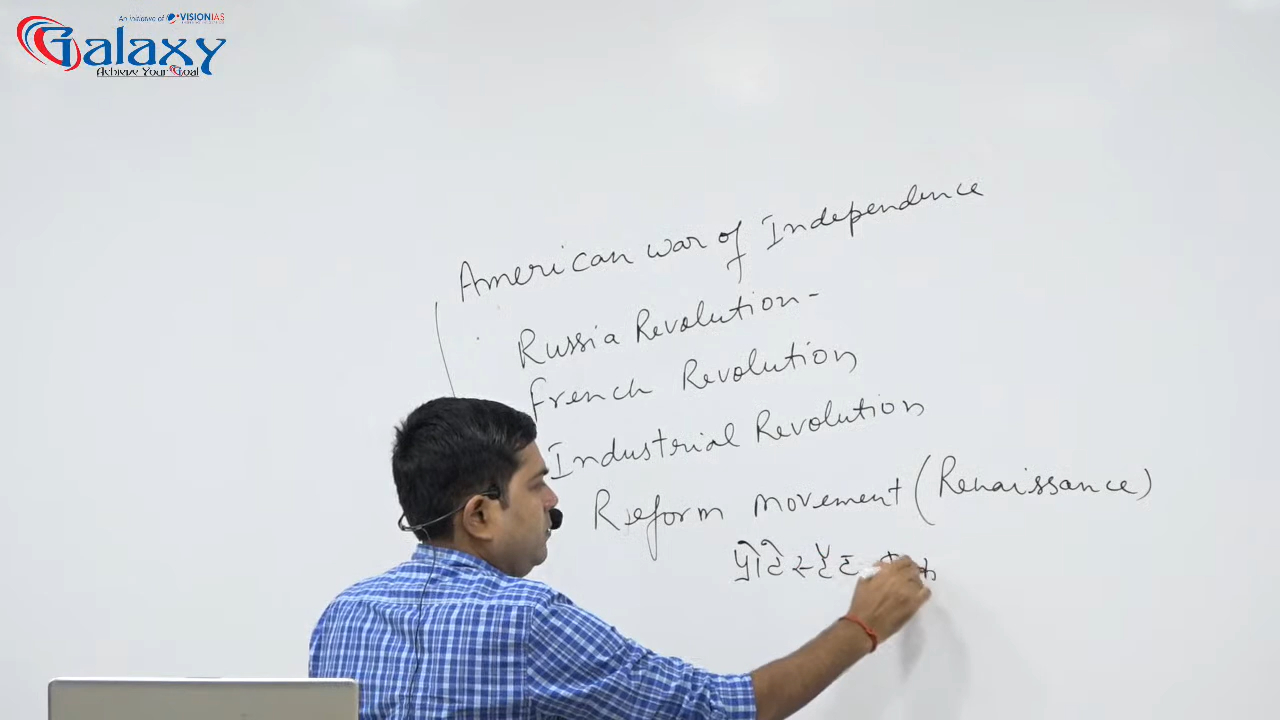 An initiative of VISIONIAS
Galaxy
Achieve Your Goal
American war of Independence
Russia Revolution-
French Revolution
Industrial Revolution
Reform movement (Renaissance)